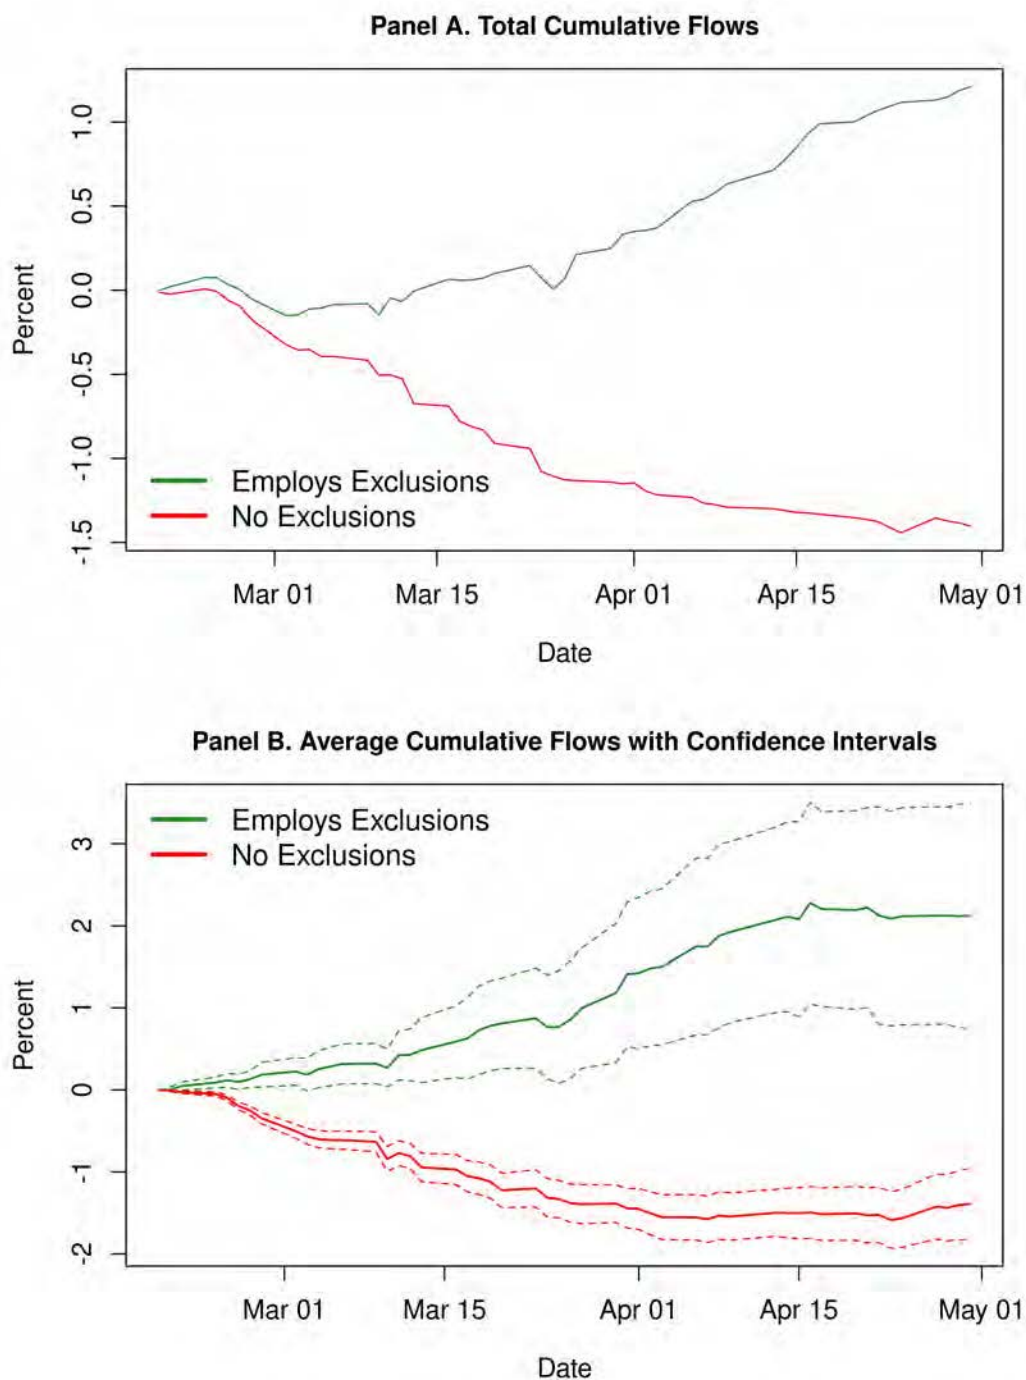 Panel A. Total Cumulative Flows
1.0
0.5
0.0
-0.5
-1.0
-1.5
Percent
Employs Exclusions
No Exclusions
Mar 01 Mar 15 Apr 01 Apr 15 May 01
Date
Panel B. Average Cumulative Flows with Confidence Intervals
3
2
1
0
-1
-2
Percent
Employs Exclusions
No Exclusions
Mar 01 Mar 15 Apr 01 Apr 15 May 01
Date